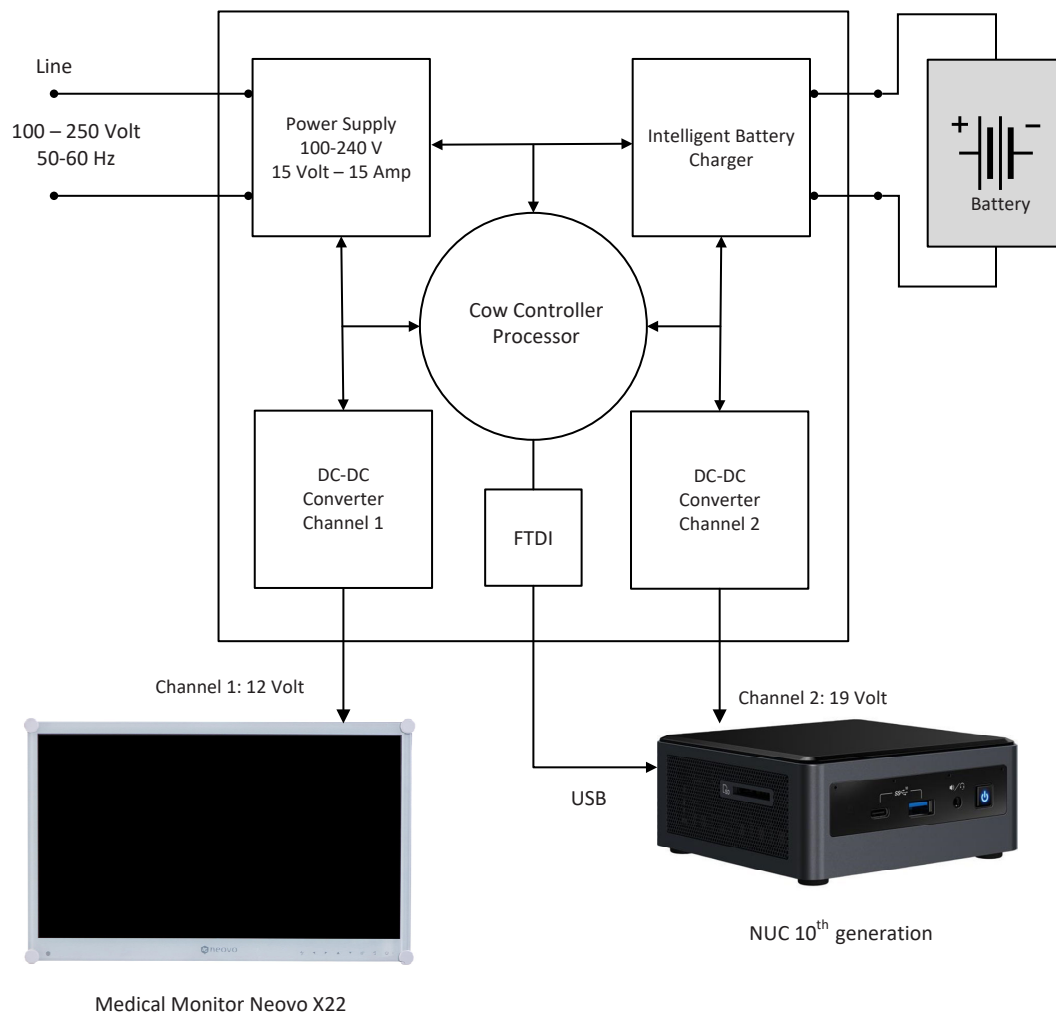 Line
100 – 250 Volt
50-60 Hz
Power Supply
100-240 V
15 Volt – 15 Amp
Intelligent Battery
Charger
+ −
Battery
Cow Controller
Processor
DC-DC
Converter
Channel 1
FTDI
DC-DC
Converter
Channel 2
Channel 1: 12 Volt
Channel 2: 19 Volt
USB
NEOVO
NUC 10th generation
Medical Monitor Neovo X22